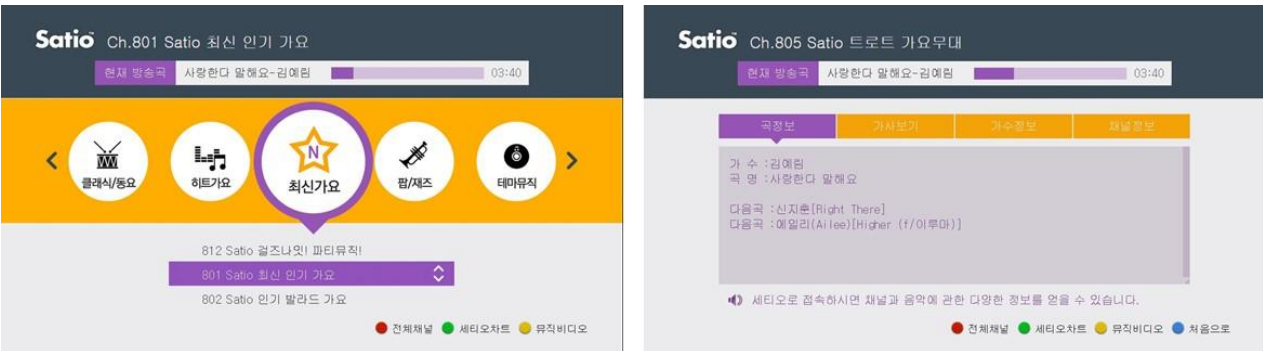 Satio Ch.801 Satio 최신 인기 가요
현재 방송곡 사랑한다 말해요-김예림 03:40
클래식/동요 히트가요 N 최신가요 팝/재즈 테마뮤직
812 Satio 걸즈나잇! 파티뮤직!
801 Satio 최신 인기 가요
802 Satio 인기 발라드 가요
전체채널 세티오차트 뮤직비디오
Satio Ch.805 Satio 트로트 가요무대
현재 방송곡 사랑한다 말해요-김예림 03:40
곡정보 가사보기 가수정보 채널정보
가 수 :김예림
곡 명 :사랑한다 말해요
다음곡 :신지훈[Right There]
다음곡 :에일리(Ailee)[Higher (f/이루마)]
세티오로 접속하시면 채널과 음악에 관한 다양한 정보를 얻을 수 있습니다.
전체채널 세티오차트 뮤직비디오 처음으로